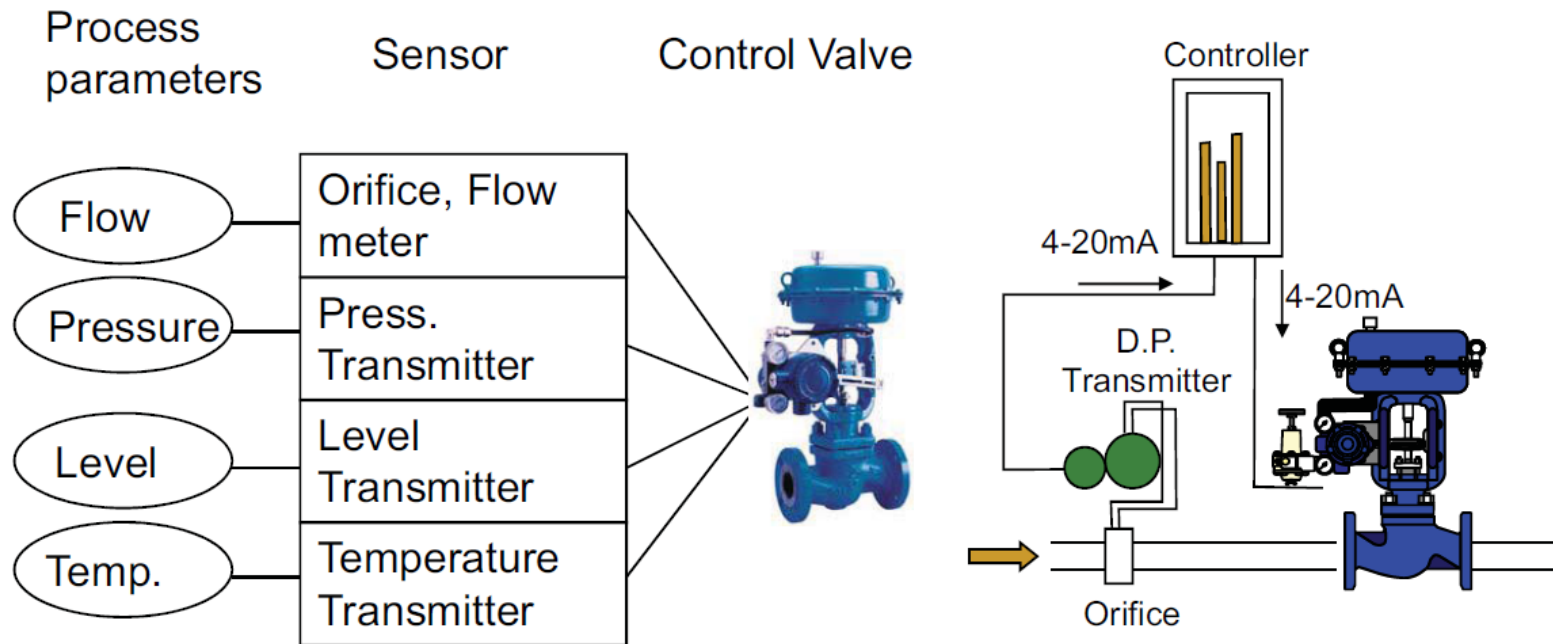 Process
parameters
Sensor
Control Valve
Flow
Orifice, Flow
meter
Pressure
Press.
Transmitter
Level
Level
Transmitter
Temp.
Temperature
Transmitter
Controller
4-20mA
4-20mA
D.P.
Transmitter
Orifice